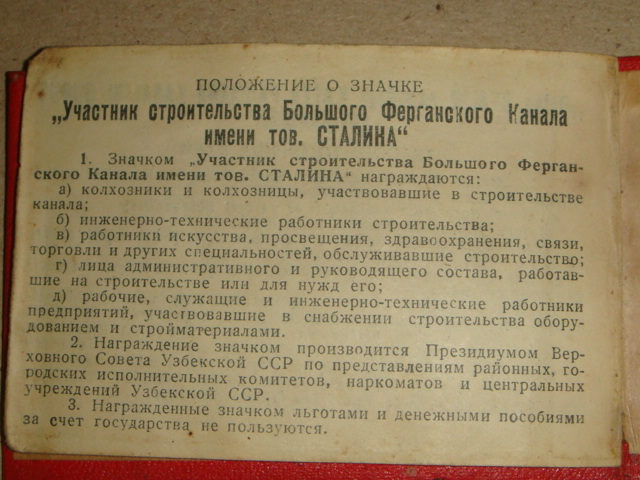 ПОЛОЖЕНИЕ О ЗНАЧКЕ
„Участник строительства Большого Ферганского Канала
имени тов. СТАЛИНА“
1. Значком „Участник строительства Большого Ферган-
ского Канала имени тов. СТАЛИНА“ награждаются:
а) колхозники и колхозницы, участвовавшие в строительстве
канала;
б) инженерно-технические работники строительства;
в) работники искусства, просвещения, здравоохранения, связи,
торговли и других специальностей, обслуживавшие строительство;
г) лица административного и руководящего состава, работав-
шие на строительстве или для нужд его;
д) рабочие, служащие и инженерно-технические работники
предприятий, участвовавшие в снабжении строительства обору-
дованием и стройматериалами.
2. Награждение значком производится Президиумом Вер-
ховного Совета Узбекской ССР по представлениям районных, го-
родских исполнительных комитетов, наркоматов и центральных
учреждений Узбекской ССР.
3. Награжденные значком льготами и денежными пособиями
за счет государства не пользуются.